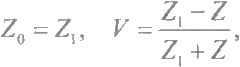 Z₀ = Z₁, V = (Z₁ − Z) / (Z₁ + Z),